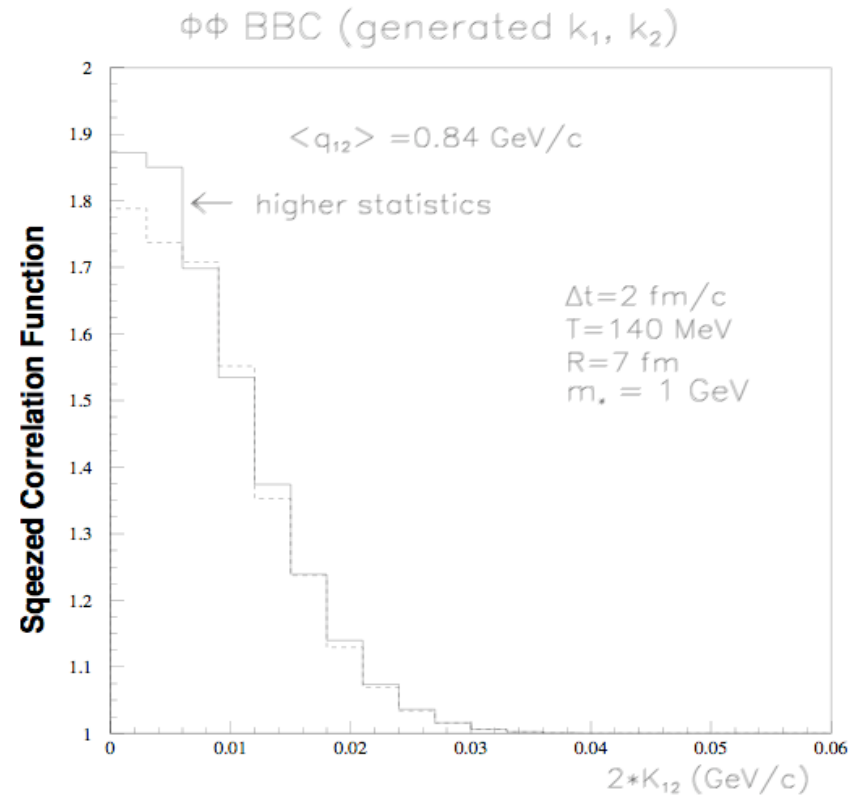 ΦΦ BBC (generated k₁, k₂)
2
1.9
<q₁₂> =0.84 GeV/c
1.8
higher statistics
1.7
Δt=2 fm/c
T=140 MeV
1.6
R=7 fm
m* = 1 GeV
1.5
1.4
1.3
1.2
1.1
1
Sqeezed Correlation Function
0 0.01 0.02 0.03 0.04 0.05 0.06
2*K₁₂ (GeV/c)